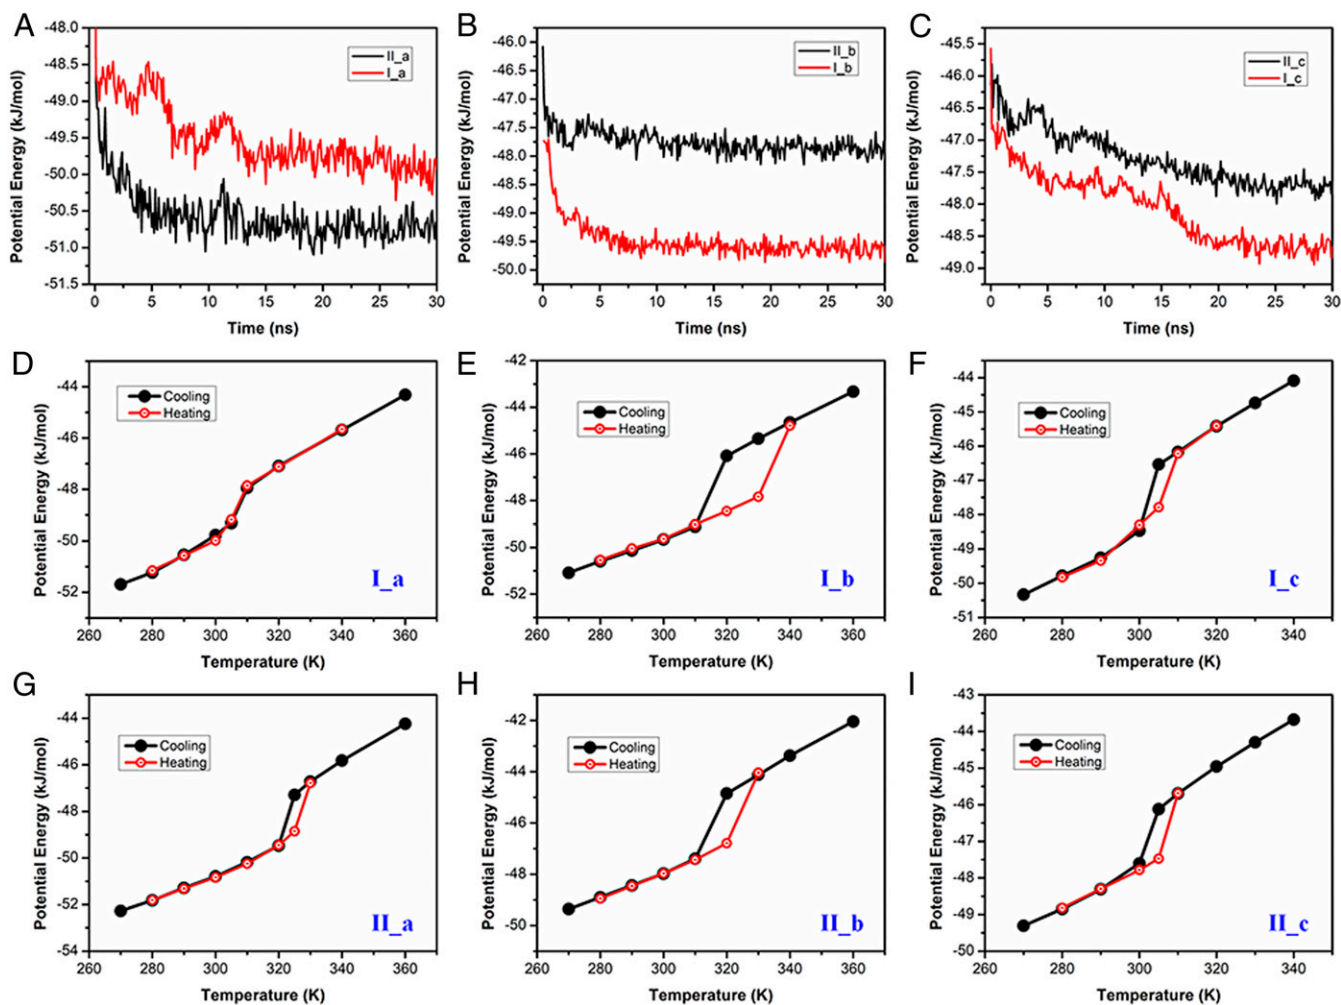 A
-48.0
-48.5
-49.0
-49.5
-50.0
-50.5
-51.0
-51.5
Potential Energy (kJ/mol)
II_a
I_a
0 5 10 15 20 25 30
Time (ns)
B
-46.0
-46.5
-47.0
-47.5
-48.0
-48.5
-49.0
-49.5
-50.0
Potential Energy (kJ/mol)
II_b
I_b
0 5 10 15 20 25 30
Time (ns)
C
-45.5
-46.0
-46.5
-47.0
-47.5
-48.0
-48.5
-49.0
Potential Energy (kJ/mol)
II_c
I_c
0 5 10 15 20 25 30
Time (ns)
D
-44
-46
-48
-50
-52
Potential Energy (kJ/mol)
Cooling
Heating
I_a
260 280 300 320 340 360
Temperature (K)
E
-42
-44
-46
-48
-50
-52
Potential Energy (kJ/mol)
Cooling
Heating
I_b
260 280 300 320 340 360
Temperature (K)
F
-44
-45
-46
-47
-48
-49
-50
-51
Potential Energy (kJ/mol)
Cooling
Heating
I_c
260 280 300 320 340
Temperature (K)
G
-44
-46
-48
-50
-52
-54
Potential Energy (kJ/mol)
Cooling
Heating
II_a
260 280 300 320 340 360
Temperature (K)
H
-42
-44
-46
-48
-50
Potential Energy (kJ/mol)
Cooling
Heating
II_b
260 280 300 320 340 360
Temperature (K)
I
-43
-44
-45
-46
-47
-48
-49
-50
Potential Energy (kJ/mol)
Cooling
Heating
II_c
260 280 300 320 340
Temperature (K)